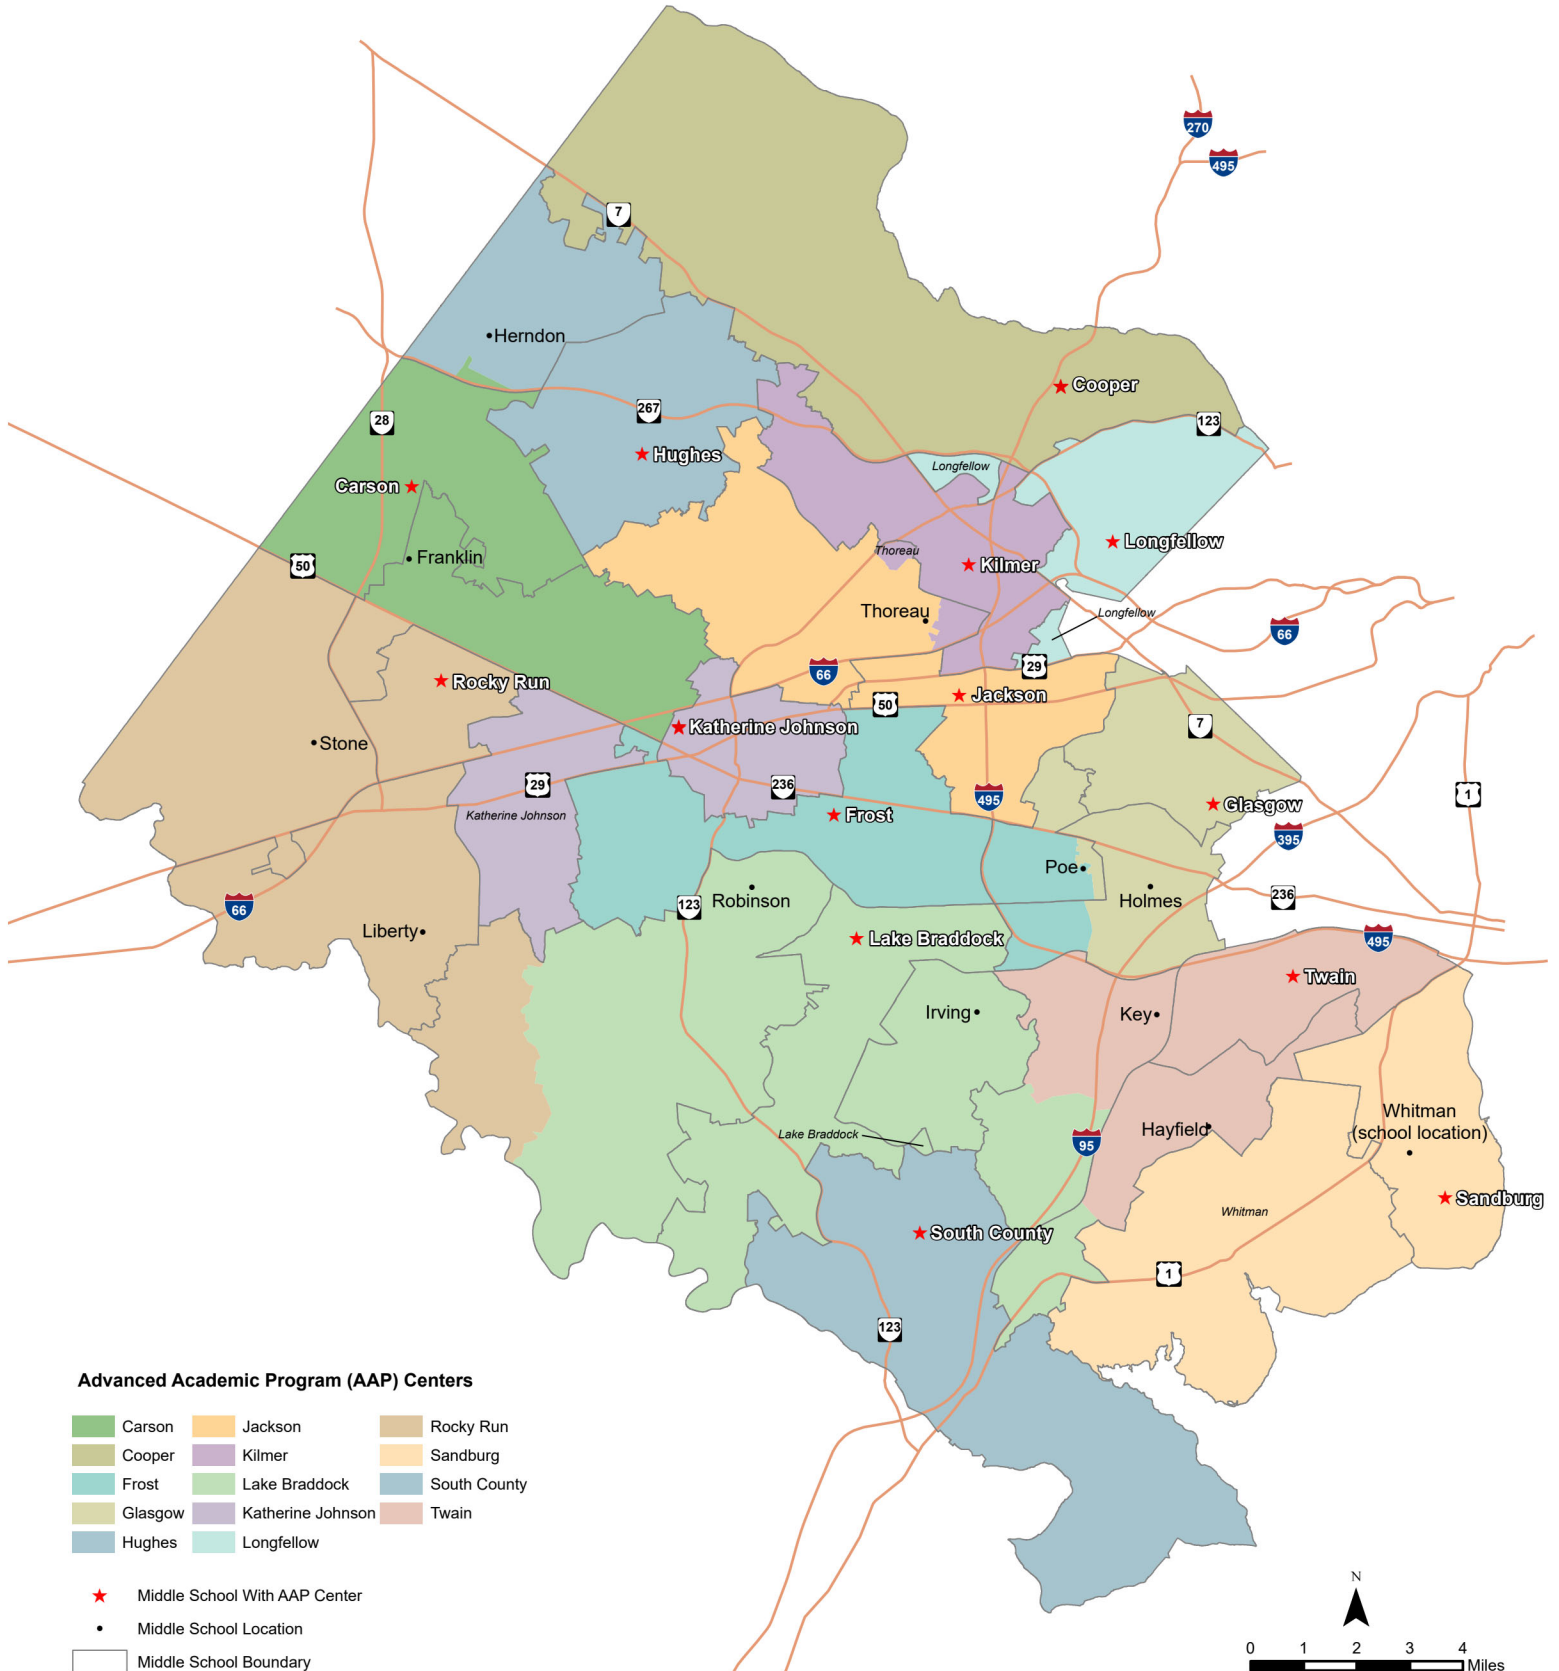 270
495
7
Herndon
Cooper
267
123
28
Hughes
Longfellow
Carson
Longfellow
Thoreau
Franklin
50
Kilmer
Thoreau
Longfellow
66
29
66
Rocky Run
Jackson
50
Katherine Johnson
7
Stone
29
236
495
1
Glasgow
Katherine Johnson
Frost
395
Poe
Robinson
Holmes
236
66
123
Liberty
Lake Braddock
495
Twain
Irving
Key
Whitman
(school location)
Hayfield
Lake Braddock
95
Sandburg
Whitman
South County
1
123
Advanced Academic Program (AAP) Centers
Carson Jackson Rocky Run
Cooper Kilmer Sandburg
Frost Lake Braddock South County
Glasgow Katherine Johnson Twain
Hughes Longfellow
Middle School With AAP Center
Middle School Location
Middle School Boundary
N
0 1 2 3 4
Miles